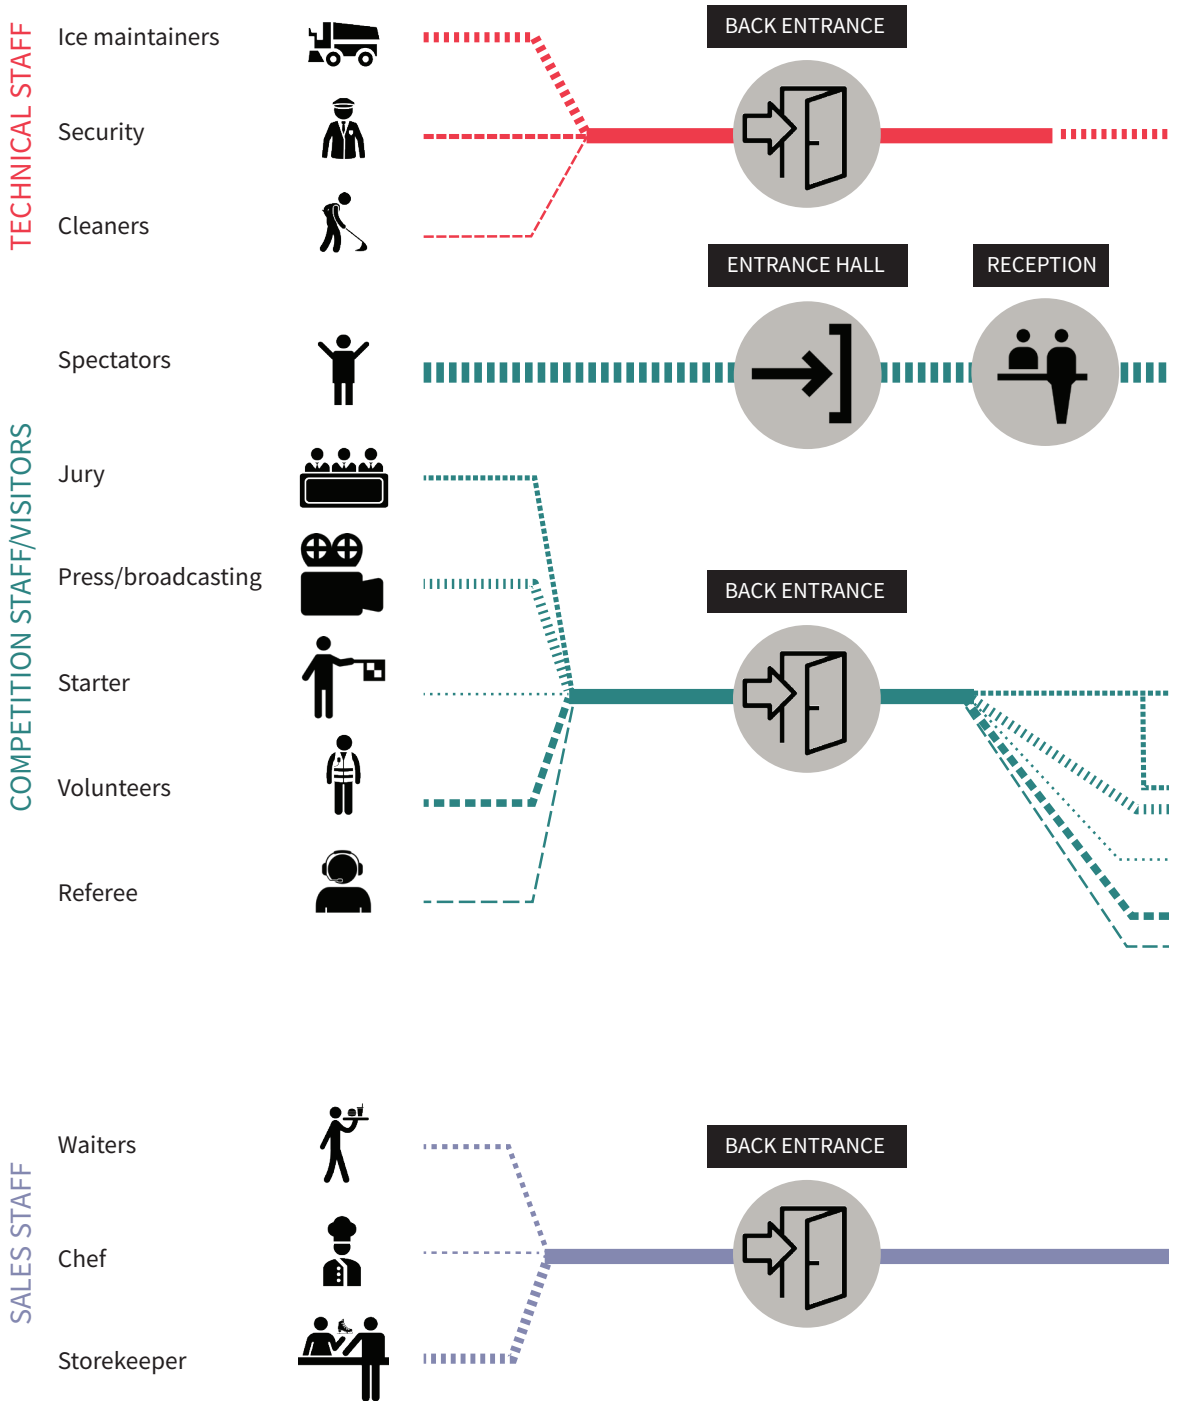 TECHNICAL STAFF
Ice maintainers
BACK ENTRANCE
Security
Cleaners
ENTRANCE HALL
RECEPTION
Spectators
COMPETITION STAFF/VISITORS
Jury
Press/broadcasting
BACK ENTRANCE
Starter
Volunteers
Referee
SALES STAFF
Waiters
BACK ENTRANCE
Chef
Storekeeper